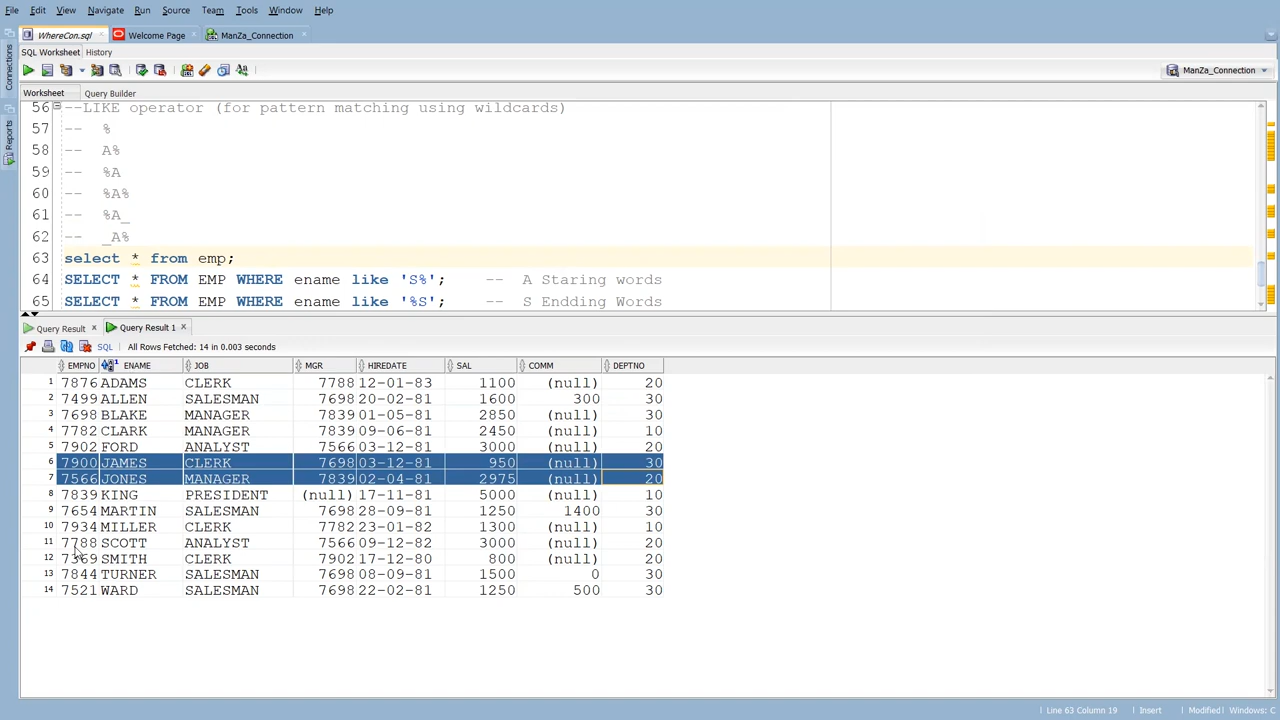 File Edit View Navigate Run Source Team Tools Window Help
WhereCon.sql Welcome Page ManZa_Connection
SQL Worksheet History
ManZa_Connection
Connections
Reports
Worksheet Query Builder
56 --LIKE operator (for pattern matching using wildcards)
57 -- %
58 -- A%
59 -- %A
60 -- %A%
61 -- %A_
62 -- _A%
63 select * from emp;
64 SELECT * FROM EMP WHERE ename like 'S%'; -- A Staring words
65 SELECT * FROM EMP WHERE ename like '%S'; -- S Endding Words
Query Result Query Result 1
SQL All Rows Fetched: 14 in 0.003 seconds
EMPNO ENAME JOB MGR HIREDATE SAL COMM DEPTNO
1 7876 ADAMS CLERK 7788 12-01-83 1100 (null) 20
2 7499 ALLEN SALESMAN 7698 20-02-81 1600 300 30
3 7698 BLAKE MANAGER 7839 01-05-81 2850 (null) 30
4 7782 CLARK MANAGER 7839 09-06-81 2450 (null) 10
5 7902 FORD ANALYST 7566 03-12-81 3000 (null) 20
6 7900 JAMES CLERK 7698 03-12-81 950 (null) 30
7 7566 JONES MANAGER 7839 02-04-81 2975 (null) 20
8 7839 KING PRESIDENT (null) 17-11-81 5000 (null) 10
9 7654 MARTIN SALESMAN 7698 28-09-81 1250 1400 30
10 7934 MILLER CLERK 7782 23-01-82 1300 (null) 10
11 7788 SCOTT ANALYST 7566 09-12-82 3000 (null) 20
12 7369 SMITH CLERK 7902 17-12-80 800 (null) 20
13 7844 TURNER SALESMAN 7698 08-09-81 1500 0 30
14 7521 WARD SALESMAN 7698 22-02-81 1250 500 30
Line 63 Column 19 Insert Modified Windows: C